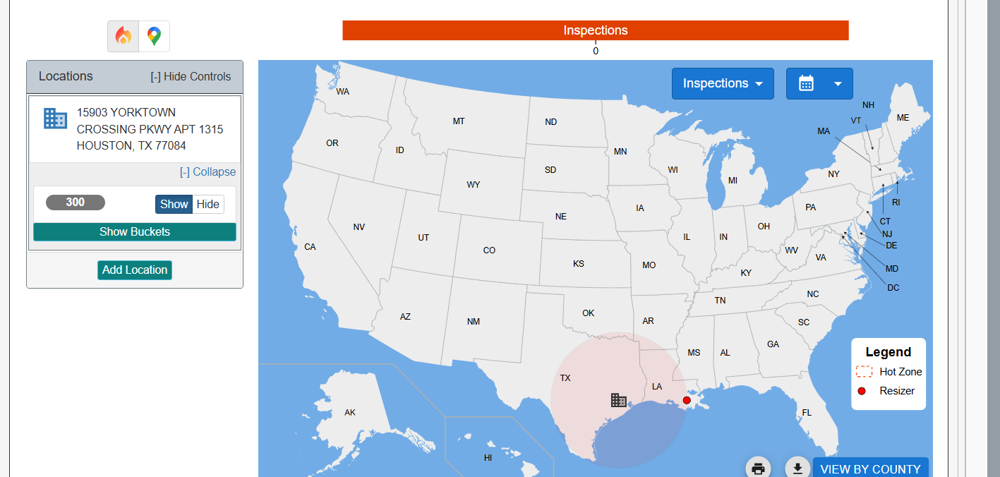 Inspections
0
Locations
[-] Hide Controls
15903 YORKTOWN
CROSSING PKWY APT 1315
HOUSTON, TX 77084
[-] Collapse
300
Show
Hide
Show Buckets
Add Location
Inspections
WA
MT
ND
MN
OR
ID
SD
WI
MI
WY
NE
IA
NV
UT
CO
CA
KS
MO
IL
IN
OH
KY
WV
VA
PA
NY
NH
VT
MA
ME
RI
CT
NJ
DE
MD
DC
NC
TN
SC
AZ
NM
OK
AR
MS
AL
GA
TX
LA
FL
AK
HI
Legend
Hot Zone
Resizer
VIEW BY COUNTY